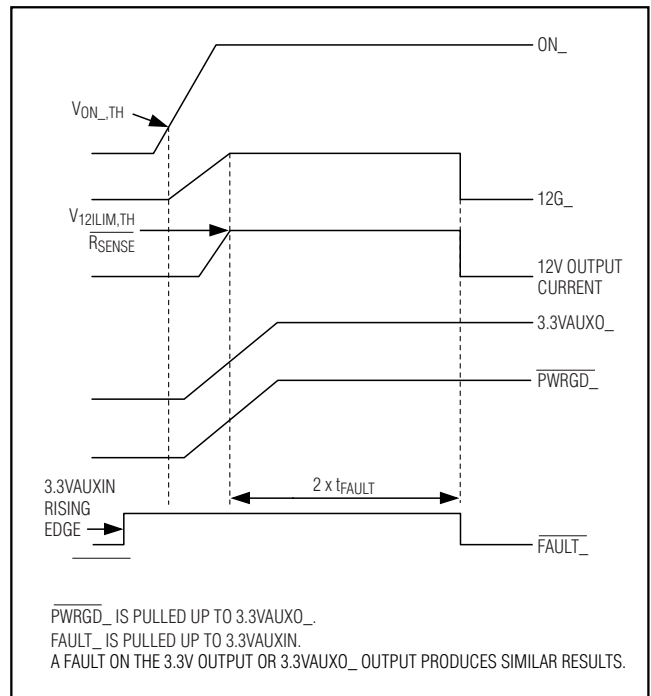 ON_
VON_,TH
12G_
V12ILIM,TH
RSENSE
12V OUTPUT
CURRENT
3.3VAUXO_
PWRGD_
3.3VAUXIN
RISING
EDGE
2 x tFAULT
FAULT_
PWRGD_ IS PULLED UP TO 3.3VAUXO_.
FAULT_ IS PULLED UP TO 3.3VAUXIN.
A FAULT ON THE 3.3V OUTPUT OR 3.3VAUXO_ OUTPUT PRODUCES SIMILAR RESULTS.